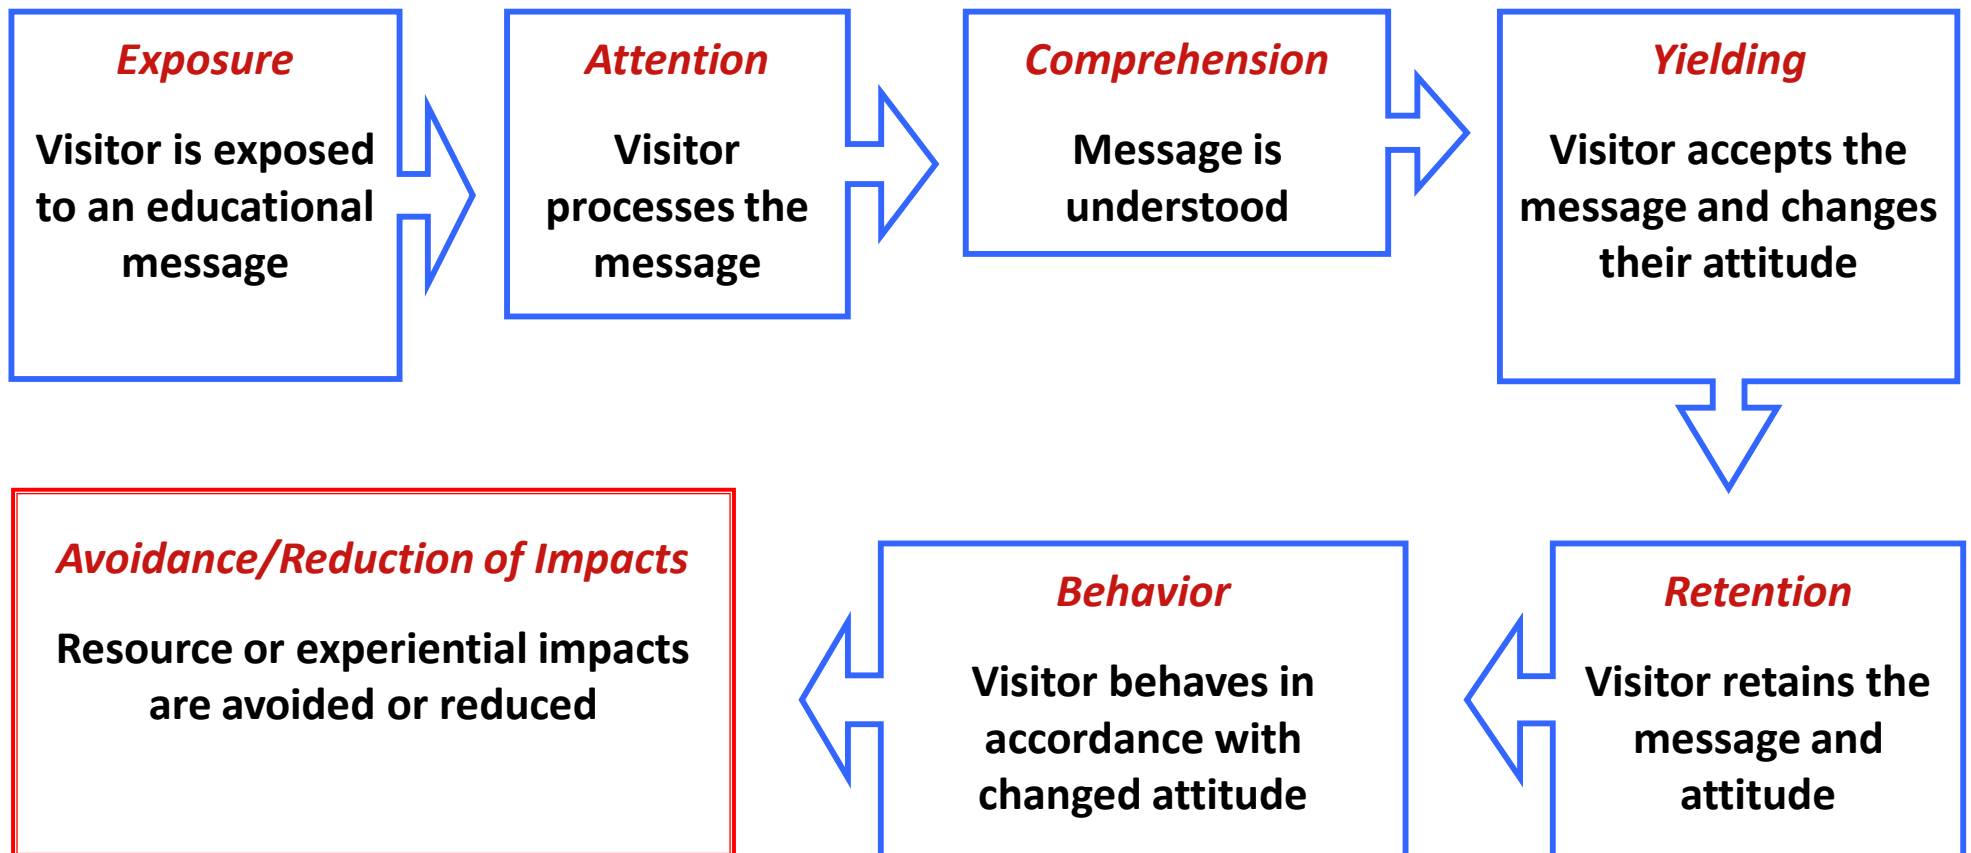 Exposure
Visitor is exposed
to an educational
message
Attention
Visitor
processes the
message
Comprehension
Message is
understood
Yielding
Visitor accepts the
message and changes
their attitude
Retention
Visitor retains the
message and
attitude
Behavior
Visitor behaves in
accordance with
changed attitude
Avoidance/Reduction of Impacts
Resource or experiential impacts
are avoided or reduced